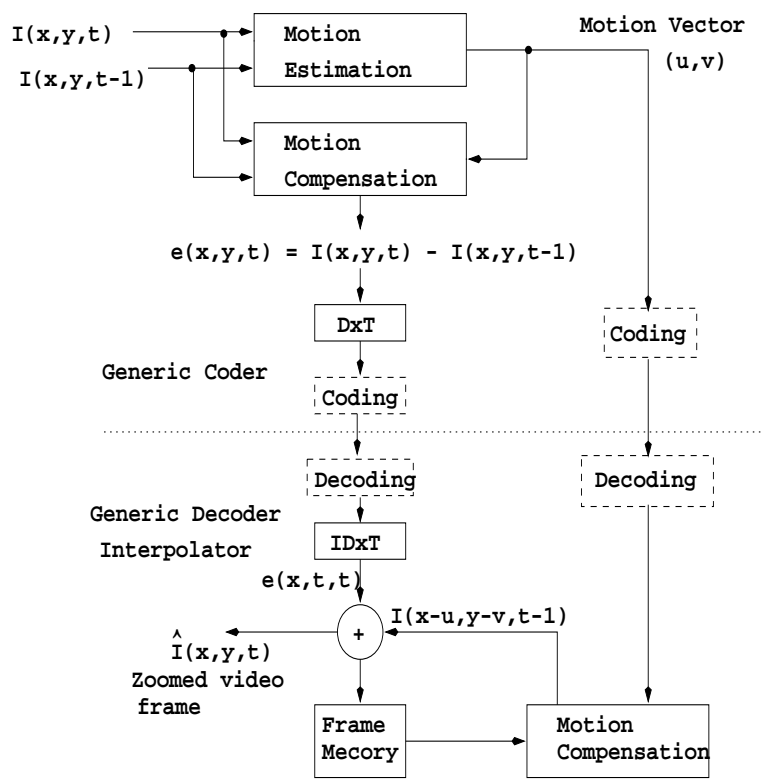 I(x,y,t)
I(x,y,t-1)
Motion
Estimation
Motion Vector
(u,v)
Motion
Compensation
e(x,y,t) = I(x,y,t) - I(x,y,t-1)
DxT
Coding
Generic Coder
Coding
Decoding
Decoding
Generic Decoder
Interpolator
IDxT
e(x,t,t)
I(x-u,y-v,t-1)
+
^
I(x,y,t)
Zoomed video
frame
Frame
Mecory
Motion
Compensation